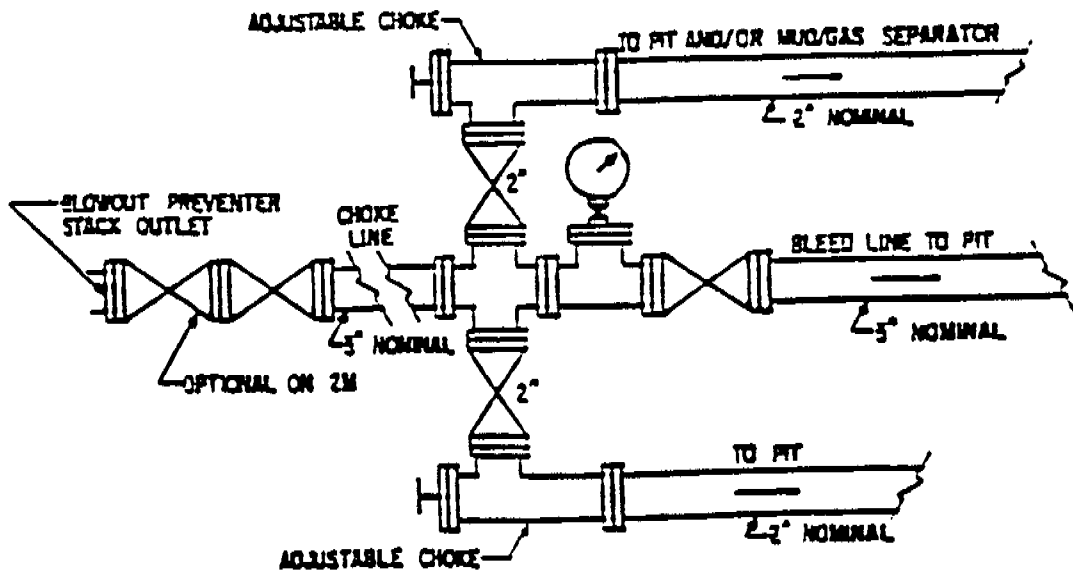 ADJUSTABLE CHOKE
TO PIT AND/OR MUD/GAS SEPARATOR
2" NOMINAL
2"
BLOWOUT PREVENTER
STACK OUTLET
CHOKE
LINE
BLEED LINE TO PIT
3" NOMINAL
3" NOMINAL
OPTIONAL ON 2M
2"
TO PIT
2" NOMINAL
ADJUSTABLE CHOKE